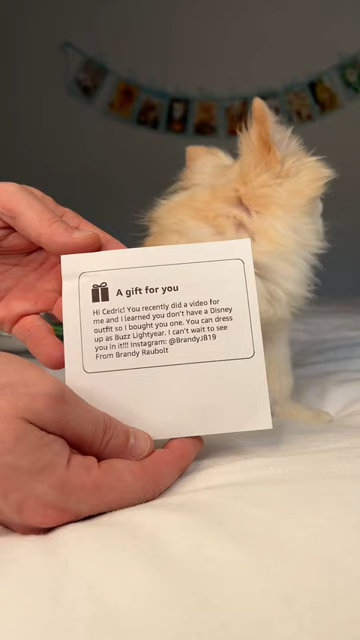 A gift for you
Hi Cedric! You recently did a video for
me and I learned you don't have a Disney
outfit so I bought you one. You can dress
up as Buzz Lightyear. I can't wait to see
you in it!!! Instagram: @BrandyJ819
From Brandy Raubolt